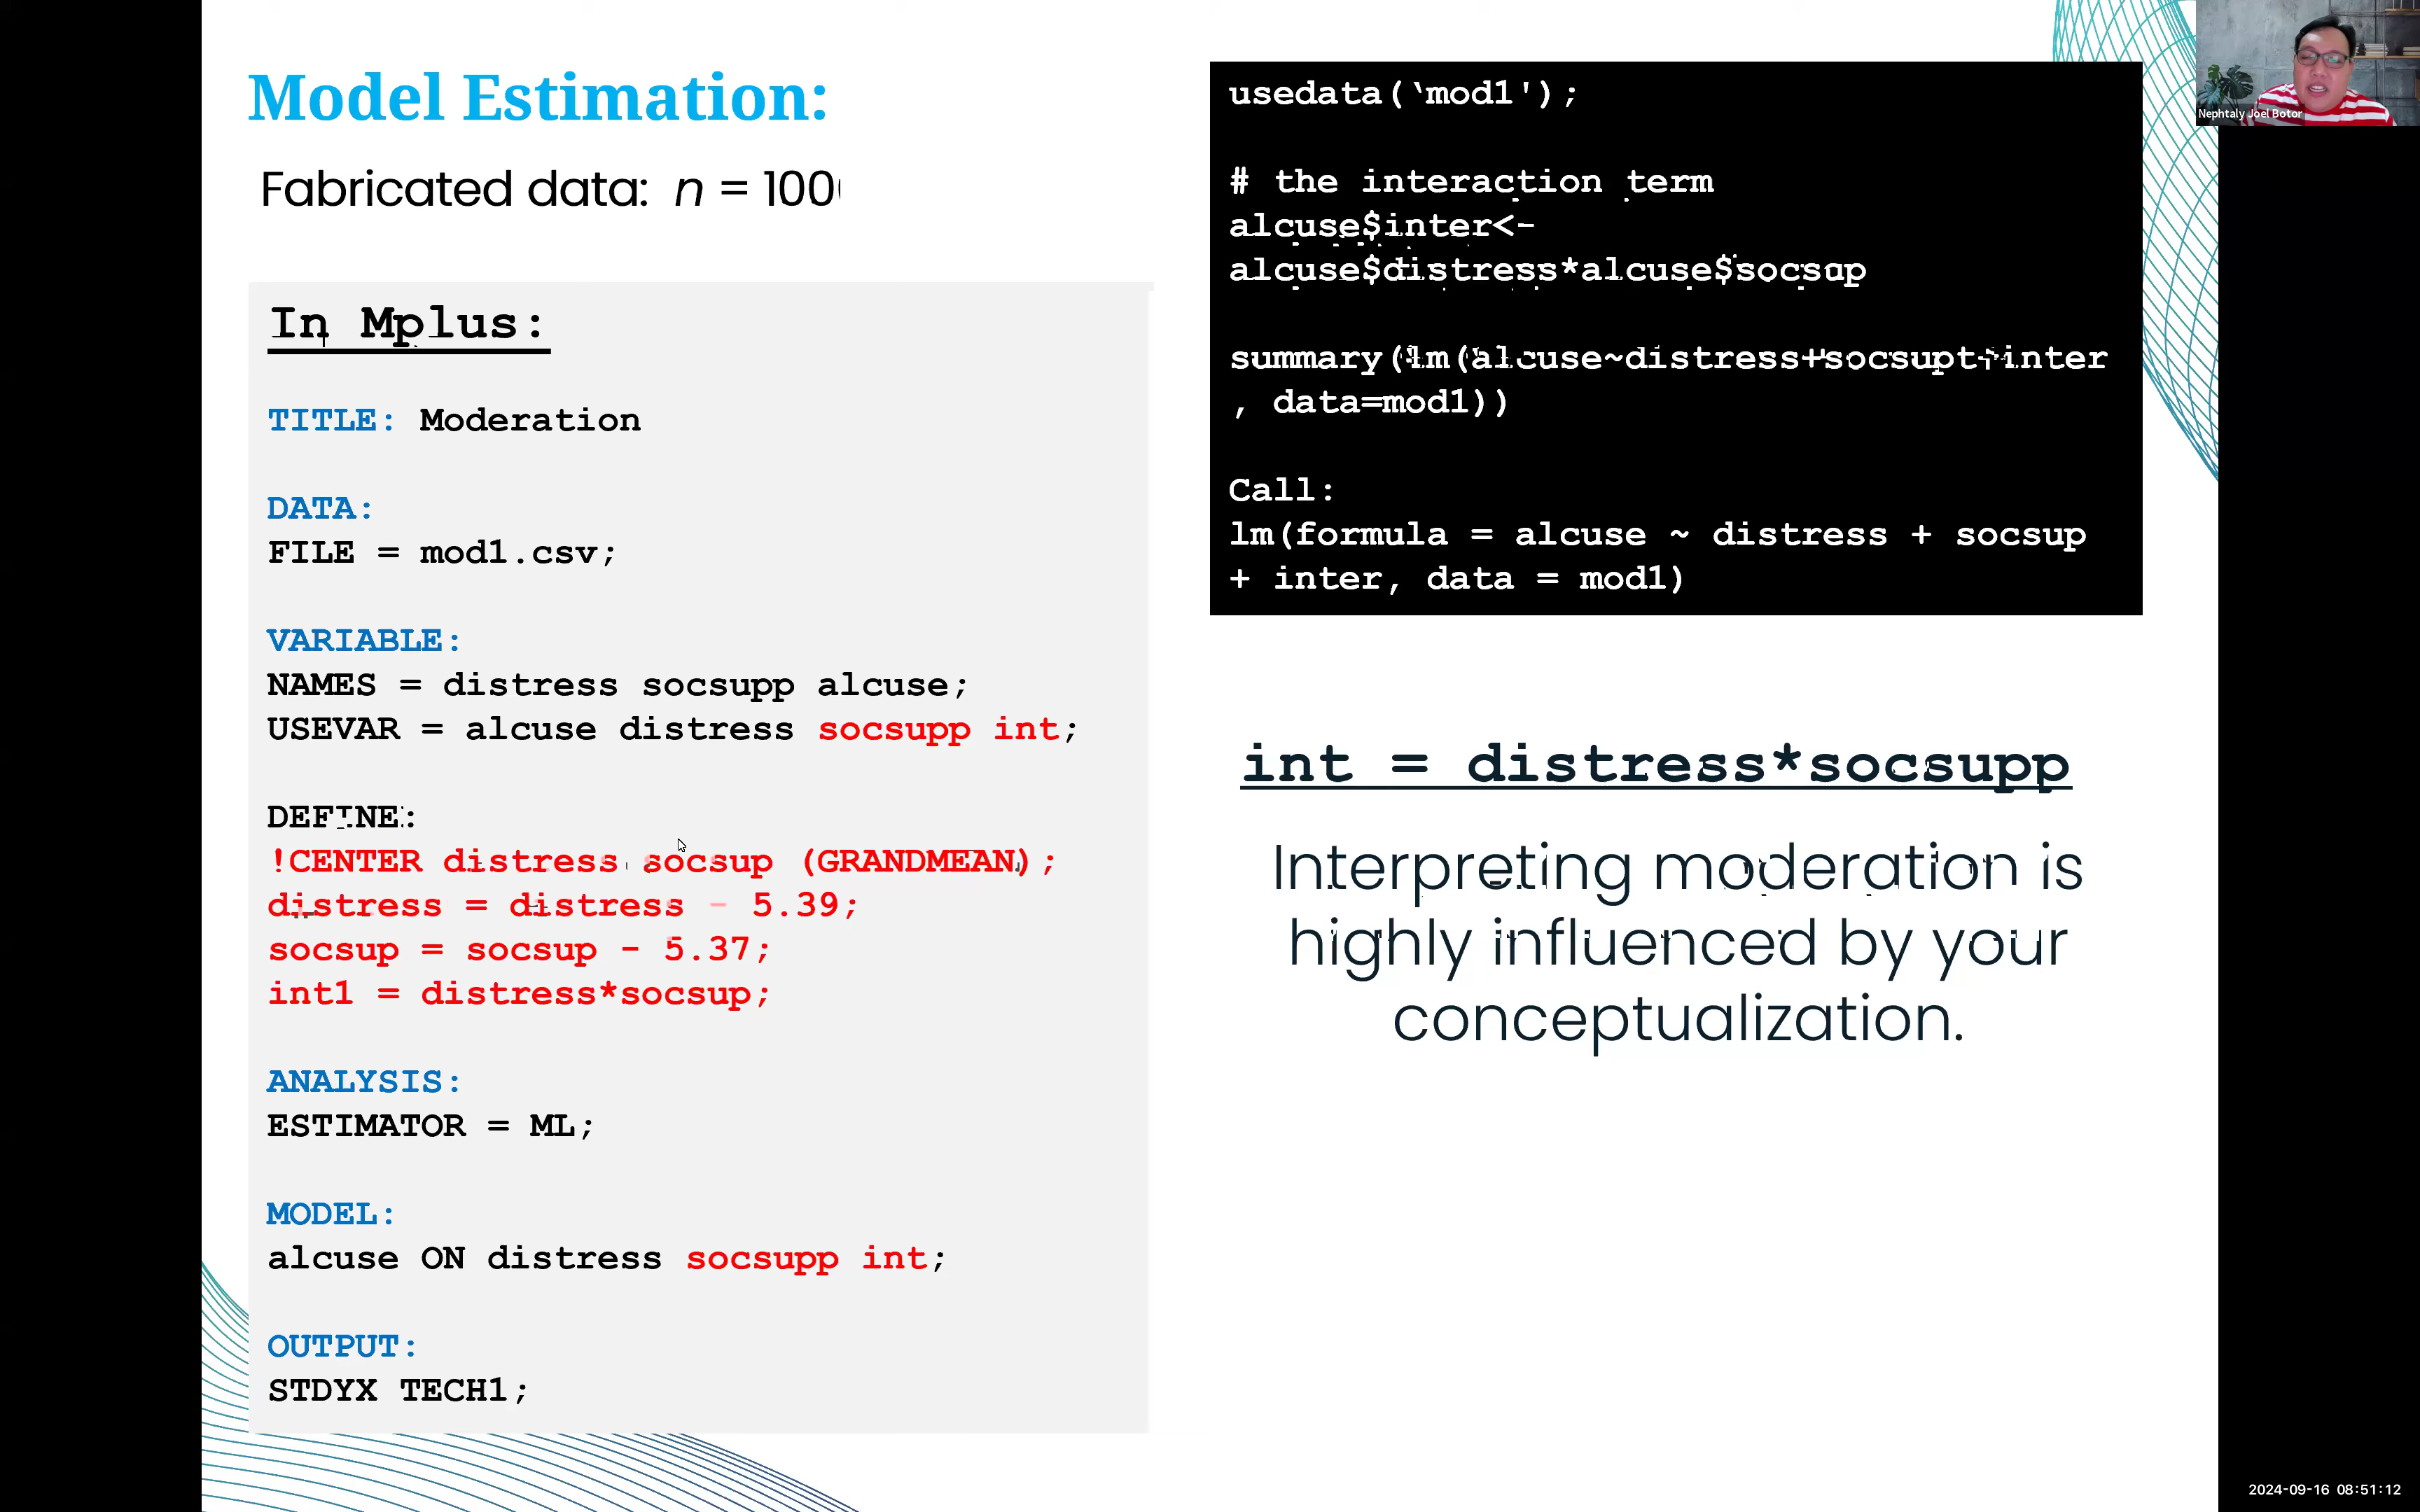 Model Estimation:
Fabricated data: n = 100
In Mplus:
TITLE: Moderation
DATA:
FILE = mod1.csv;
VARIABLE:
NAMES = distress socsupp alcuse;
USEVAR = alcuse distress socsupp int;
DEFINE:
!CENTER distress socsup (GRANDMEAN);
distress = distress - 5.39;
socsup = socsup - 5.37;
int1 = distress*socsup;
ANALYSIS:
ESTIMATOR = ML;
MODEL:
alcuse ON distress socsupp int;
OUTPUT:
STDYX TECH1;
usedata(‘mod1');
# the interaction term
alcuse$inter<-
alcuse$distress*alcuse$socsup
summary(lm(alcuse~distress+socsupt+inter
, data=mod1))
Call:
lm(formula = alcuse ~ distress + socsup
+ inter, data = mod1)
int = distress*socsupp
Interpreting moderation is
highly influenced by your
conceptualization.
Nephtaly Joel Botor
2024-09-16 08:51:12